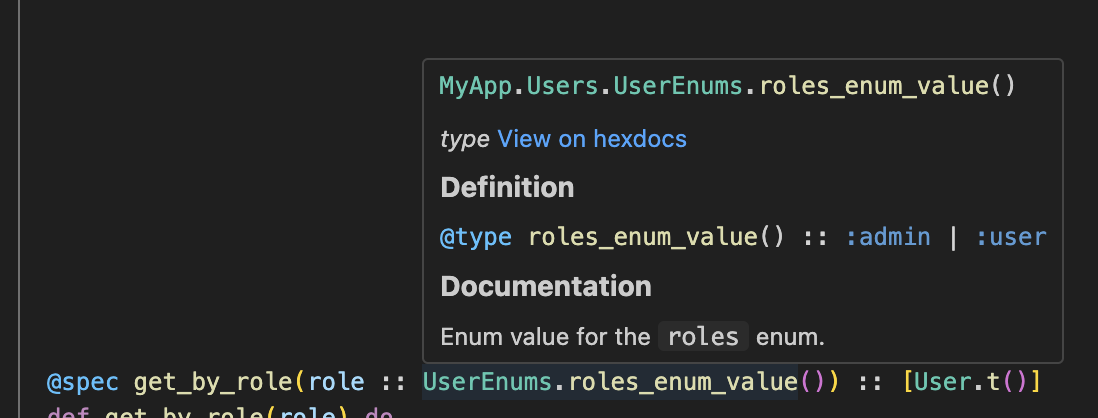 MyApp.Users.UserEnums.roles_enum_value()
type View on hexdocs
Definition
@type roles_enum_value() :: :admin | :user
Documentation
Enum value for the roles enum.
@spec get_by_role(role :: UserEnums.roles_enum_value()) :: [User.t()]
def get_by_role(role) do